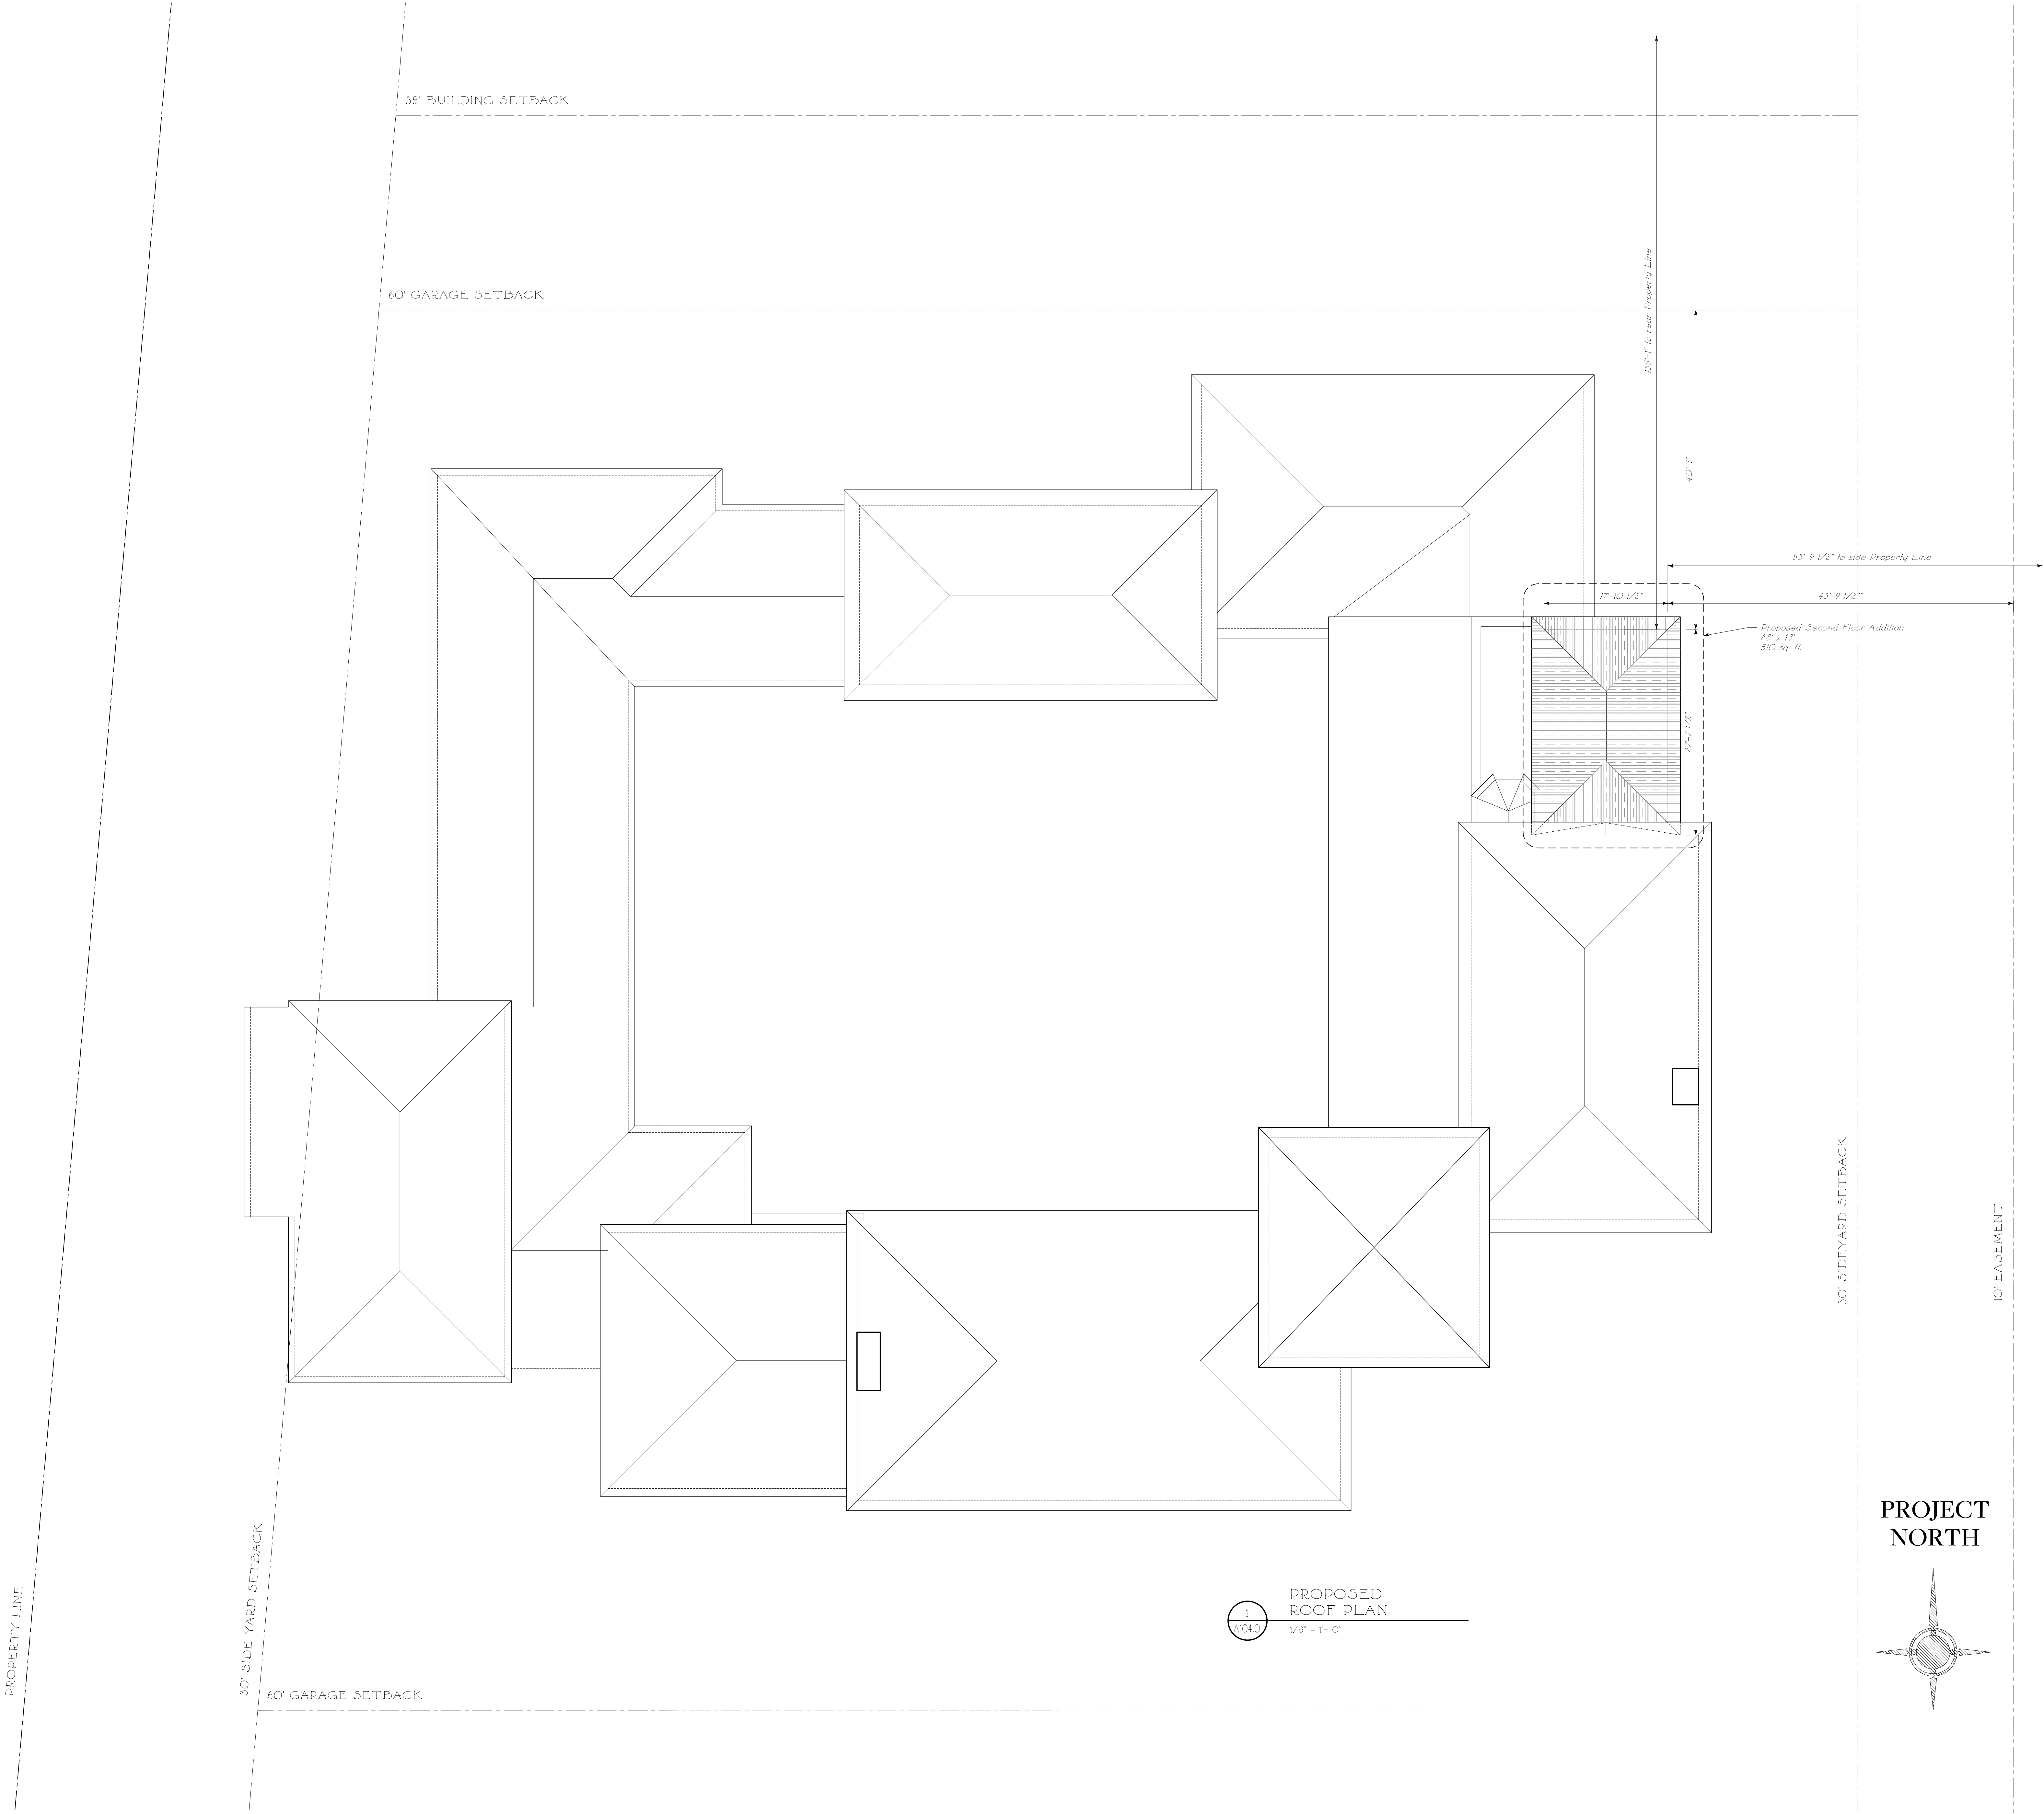 35' BUILDING SETBACK
60' GARAGE SETBACK
135'-1" to rear Property Line
40'-1"
53'-9 1/2" to side Property Line
17'-10 1/2"
43'-9 1/2"
Proposed Second Floor Addition
28' x 18'
510 sq. ft.
27'-7 1/2"
30' SIDEYARD SETBACK
10' EASEMENT
PROJECT
NORTH
PROPERTY LINE
30' SIDE YARD SETBACK
60' GARAGE SETBACK
1
A104.0
PROPOSED
ROOF PLAN
1/8" = 1'- 0"